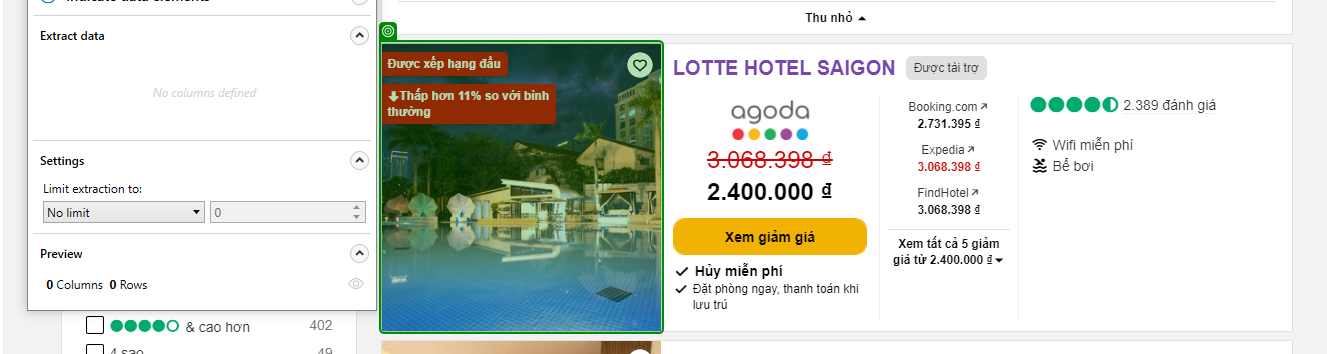 Indicate data elements
Extract data
No columns defined
Settings
Limit extraction to:
No limit
0
Preview
0 Columns 0 Rows
& cao hơn 402
4 sao 49
Thu nhỏ
Được xếp hạng đầu
Thấp hơn 11% so với bình
thường
LOTTE HOTEL SAIGON
Được tài trợ
agoda
3.068.398 ₫
2.400.000 ₫
Xem giảm giá
Hủy miễn phí
Đặt phòng ngay, thanh toán khi
lưu trú
Booking.com
2.731.395 ₫
Expedia
3.068.398 ₫
FindHotel
3.068.398 ₫
Xem tất cả 5 giảm
giá từ 2.400.000 ₫
2.389 đánh giá
Wifi miễn phí
Bể bơi